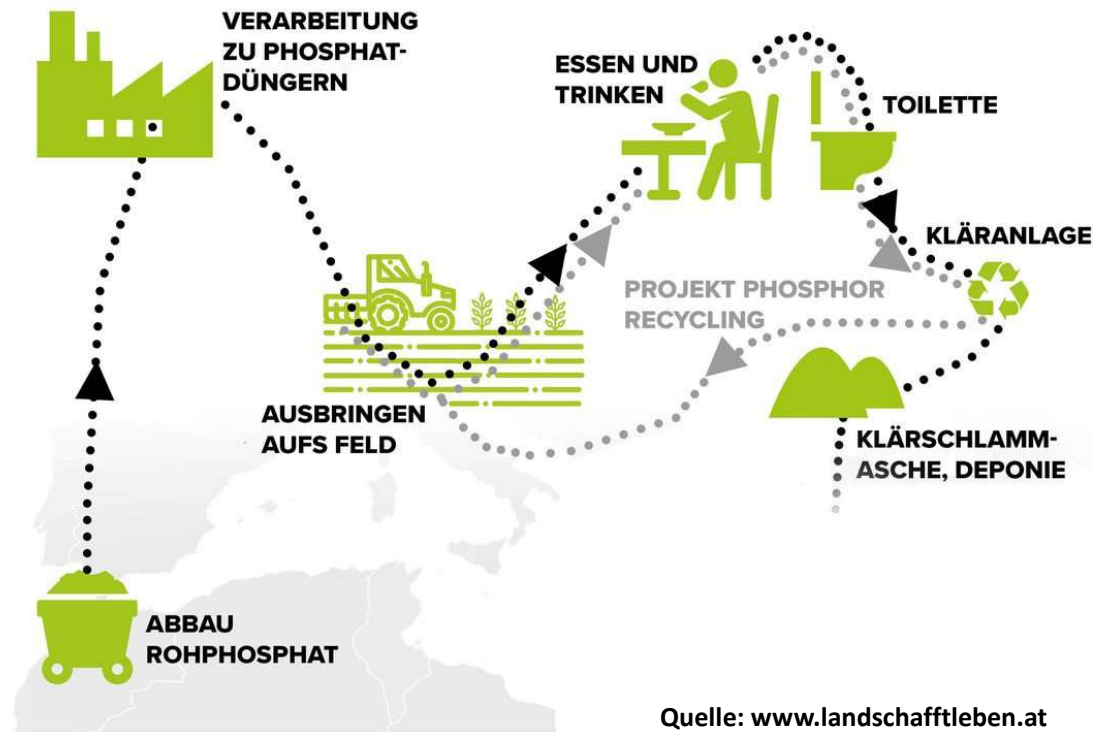 VERARBEITUNG
ZU PHOSPHAT-
DÜNGERN
ESSEN UND
TRINKEN
TOILETTE
KLÄRANLAGE
PROJEKT PHOSPHOR
RECYCLING
AUSBRINGEN
AUFS FELD
KLÄRSCHLAMM-
ASCHE, DEPONIE
ABBAU
ROHPHOSPHAT
Quelle: www.landschafftleben.at